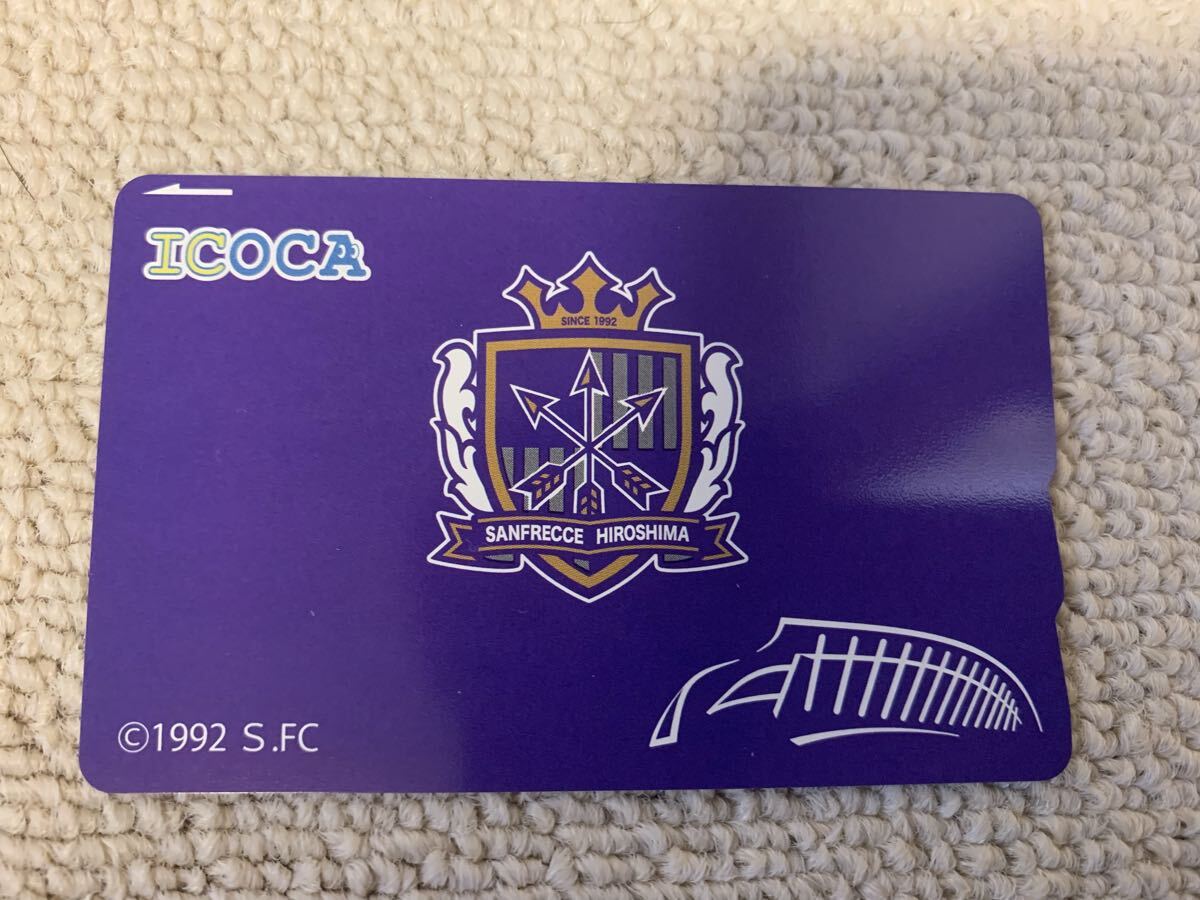 ICOCA
SINCE 1992
SANFRECCE HIROSHIMA
©1992 S.FC